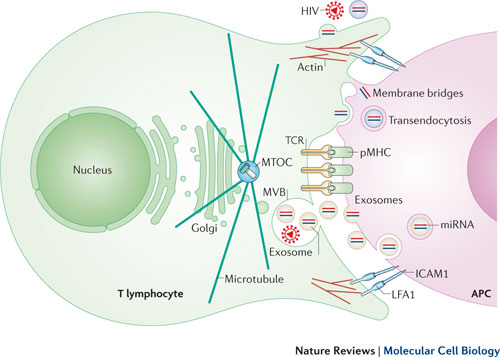 HIV
Actin
Membrane bridges
Transendocytosis
TCR
pMHC
Nucleus
MTOC
MVB
Exosomes
miRNA
Golgi
Exosome
Microtubule
ICAM1
LFA1
T lymphocyte
APC
Nature Reviews | Molecular Cell Biology